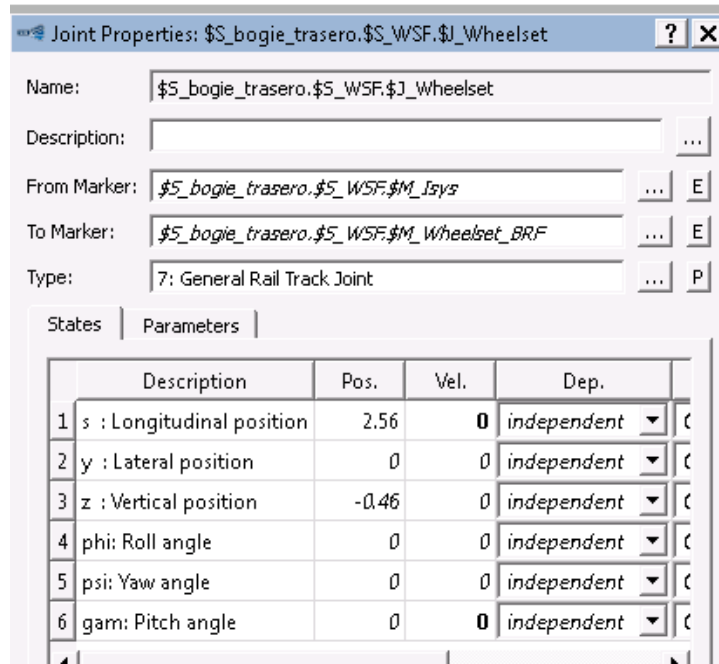 Joint Properties: $S_bogie_trasero.$S_WSF.$J_Wheelset ? X
Name: $S_bogie_trasero.$S_WSF.$J_Wheelset
Description: ...
From Marker: $S_bogie_trasero.$S_WSF.$M_Isys ... E
To Marker: $S_bogie_trasero.$S_WSF.$M_Wheelset_BRF ... E
Type: 7: General Rail Track Joint ... P
States Parameters
Description Pos. Vel. Dep.
1 s : Longitudinal position 2.56 0 independent
2 y : Lateral position 0 0 independent
3 z : Vertical position -0.46 0 independent
4 phi: Roll angle 0 0 independent
5 psi: Yaw angle 0 0 independent
6 gam: Pitch angle 0 0 independent